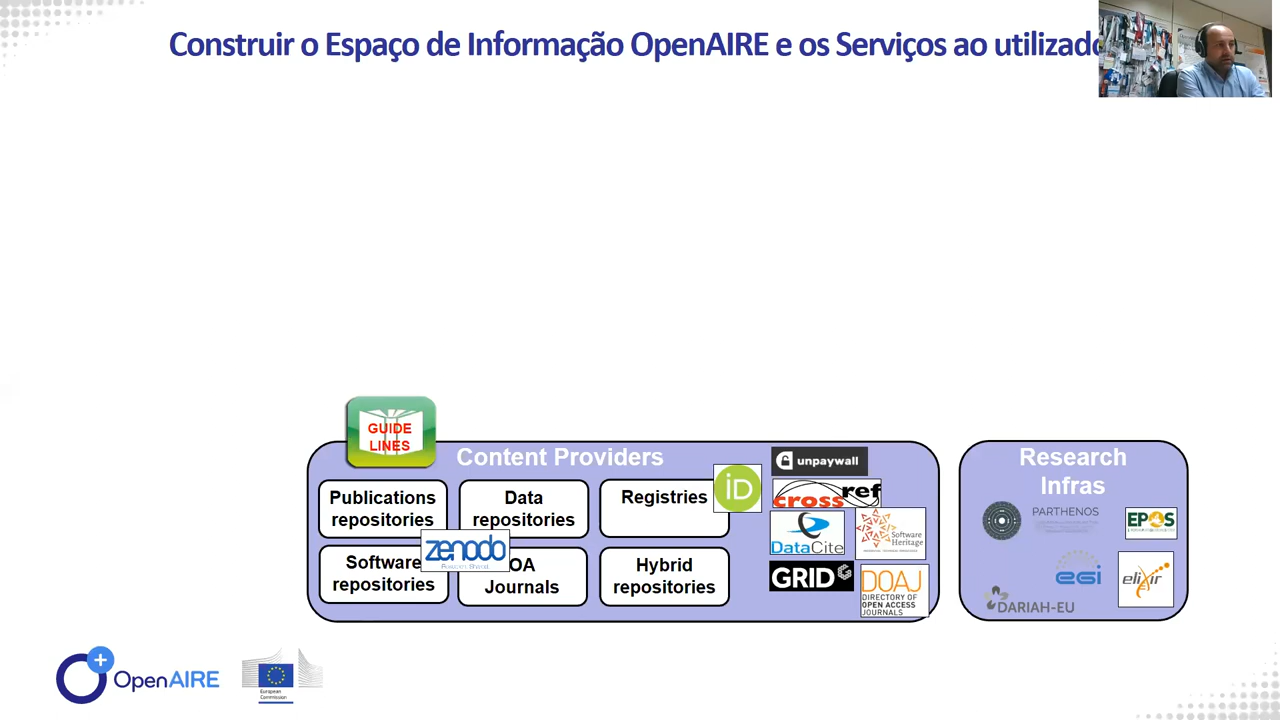 Construir o Espaço de Informação OpenAIRE e os Serviços ao utilizado
GUIDE
LINES
Content Providers
Publications
repositories
Data
repositories
Registries
iD
Software
repositories
zenodo
OA
Journals
Hybrid
repositories
unpaywall
crossref
DataCite
Software
Heritage
GRID
DOAJ
DIRECTORY OF
OPEN ACCESS
JOURNALS
Research
Infras
PARTHENOS
EPOS
egi
elixir
DARIAH-EU
OpenAIRE
European
Commission